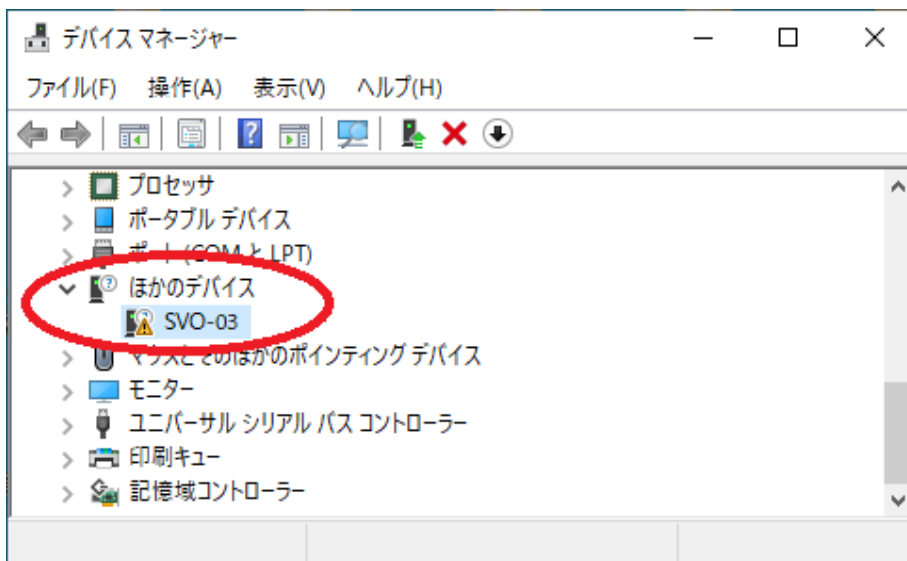 デバイス マネージャー
ファイル(F) 操作(A) 表示(V) ヘルプ(H)
プロセッサ
ポータブル デバイス
ポート (COM と LPT)
ほかのデバイス
SVO-03
マウスとそのほかのポインティング デバイス
モニター
ユニバーサル シリアル バス コントローラー
印刷キュー
記憶域コントローラー